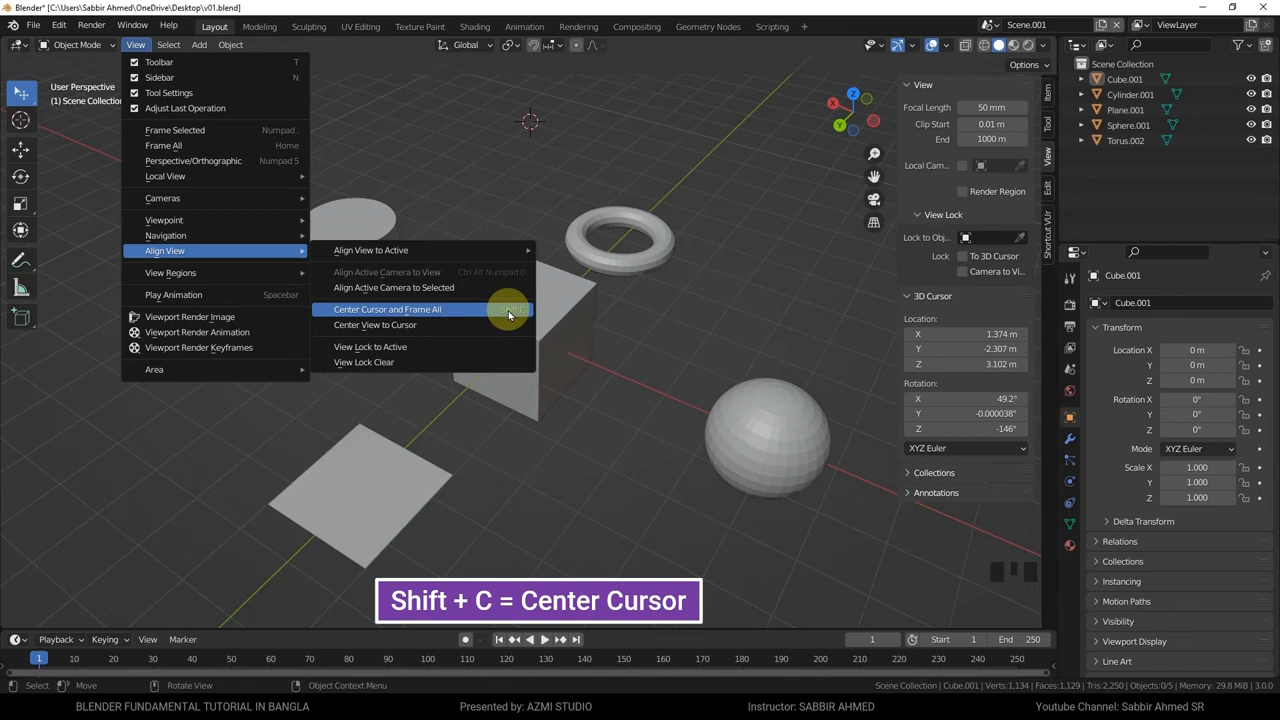 Blender* [C:\Users\Sabbir Ahmed\OneDrive\Desktop\v01.blend]
File Edit Render Window Help Layout Modeling Sculpting UV Editing Texture Paint Shading Animation Rendering Compositing Geometry Nodes Scripting Scene.001 ViewLayer
Object Mode View Select Add Object Global
Options
User Perspective
(1) Scene Collection
Toolbar T
Sidebar N
Tool Settings
Adjust Last Operation
Frame Selected Numpad .
Frame All Home
Perspective/Orthographic Numpad 5
Local View
Cameras
Viewpoint
Navigation
Align View
View Regions
Play Animation Spacebar
Viewport Render Image
Viewport Render Animation
Viewport Render Keyframes
Area
Align View to Active
Align Active Camera to View Ctrl Alt Numpad 0
Align Active Camera to Selected
Center Cursor and Frame All Shift C
Center View to Cursor
View Lock to Active
View Lock Clear
X
Y
Z
View
Focal Length 50 mm
Clip Start 0.01 m
End 1000 m
Local Cam...
Render Region
View Lock
Lock to Obj...
Lock To 3D Cursor
Camera to Vi...
3D Cursor
Location:
X 1.374 m
Y -2.307 m
Z 3.102 m
Rotation:
X 49.2°
Y -0.000038°
Z -146°
XYZ Euler
Collections
Annotations
Item
Tool
View
Edit
Shortcut VUr
Scene Collection
Cube.001
Cylinder.001
Plane.001
Sphere.001
Torus.002
Cube.001
Cube.001
Transform
Location X 0 m
Y 0 m
Z 0 m
Rotation X 0°
Y 0°
Z 0°
Mode XYZ Euler
Scale X 1.000
Y 1.000
Z 1.000
Delta Transform
Relations
Collections
Instancing
Motion Paths
Visibility
Viewport Display
Line Art
Shift + C = Center Cursor
Playback Keying View Marker 1 Start 1 End 250
1 10 20 30 40 50 60 70 80 90 100 110 120 130 140 150 160 170 180 190 200 210 220 230 240 250
Select Move Rotate View Object Context Menu Scene Collection | Cube.001 | Verts:1,134 | Faces:1,129 | Tris:2,250 | Objects:0/5 | Memory: 29.8 MiB | 3.0.0
BLENDER FUNDAMENTAL TUTORIAL IN BANGLA Presented by: AZMI STUDIO Instructor: SABBIR AHMED Youtube Channel: Sabbir Ahmed SR